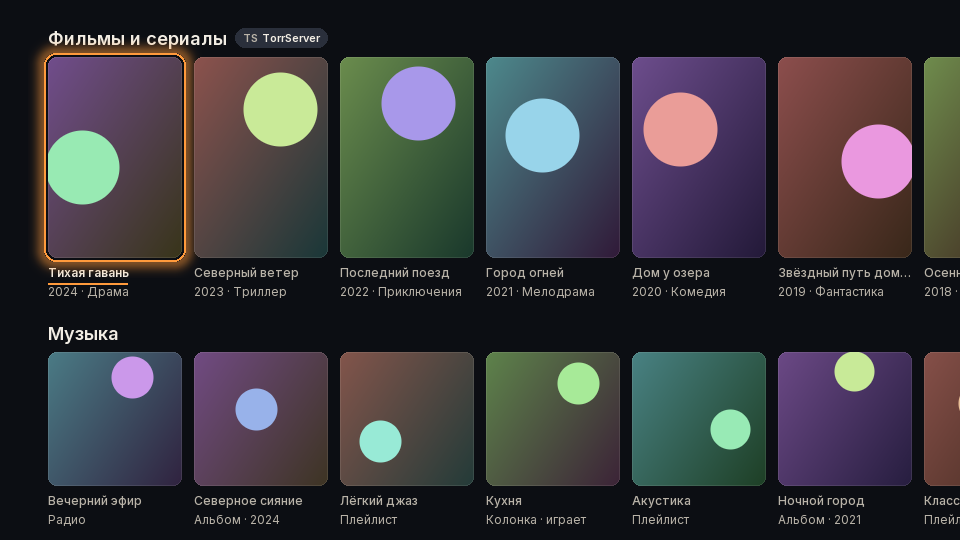 Фильмы и сериалы TS TorrServer
Тихая гавань
2024 · Драма
Северный ветер
2023 · Триллер
Последний поезд
2022 · Приключения
Город огней
2021 · Мелодрама
Дом у озера
2020 · Комедия
Звёздный путь дом...
2019 · Фантастика
2018 ·
Музыка
Вечерний эфир
Радио
Северное сияние
Альбом · 2024
Лёгкий джаз
Плейлист
Кухня
Колонка · играет
Акустика
Плейлист
Ночной город
Альбом · 2021